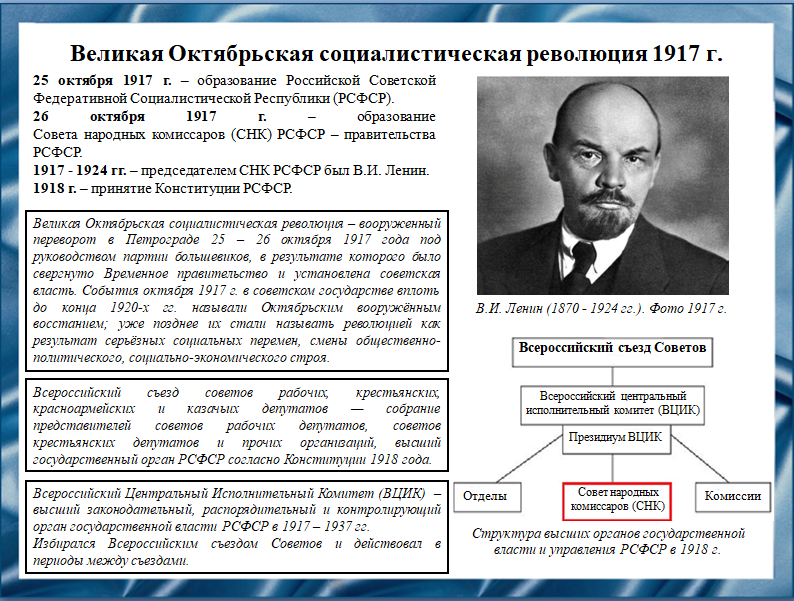 Великая Октябрьская социалистическая революция 1917 г.
25 октября 1917 г. – образование Российской Советской
Федеративной Социалистической Республики (РСФСР).
26 октября 1917 г. – образование
Совета народных комиссаров (СНК) РСФСР – правительства
РСФСР.
1917 - 1924 гг. – председателем СНК РСФСР был В.И. Ленин.
1918 г. – принятие Конституции РСФСР.
Великая Октябрьская социалистическая революция – вооруженный
переворот в Петрограде 25 – 26 октября 1917 года под
руководством партии большевиков, в результате которого было
свергнуто Временное правительство и установлена советская
власть. События октября 1917 г. в советском государстве вплоть
до конца 1920-х гг. называли Октябрьским вооружённым
восстанием; уже позднее их стали называть революцией как
результат серьёзных социальных перемен, смены общественно-
политического, социально-экономического строя.
Всероссийский съезд советов рабочих, крестьянских,
красноармейских и казачьих депутатов — собрание
представителей советов рабочих депутатов, советов
крестьянских депутатов и прочих организаций, высший
государственный орган РСФСР согласно Конституции 1918 года.
Всероссийский Центральный Исполнительный Комитет (ВЦИК) –
высший законодательный, распорядительный и контролирующий
орган государственной власти РСФСР в 1917 – 1937 гг.
Избирался Всероссийским съездом Советов и действовал в
периоды между съездами.
В.И. Ленин (1870 - 1924 гг.). Фото 1917 г.
Всероссийский съезд Советов
Всероссийский центральный
исполнительный комитет (ВЦИК)
Президиум ВЦИК
Отделы
Совет народных
комиссаров (СНК)
Комиссии
Структура высших органов государственной
власти и управления РСФСР в 1918 г.